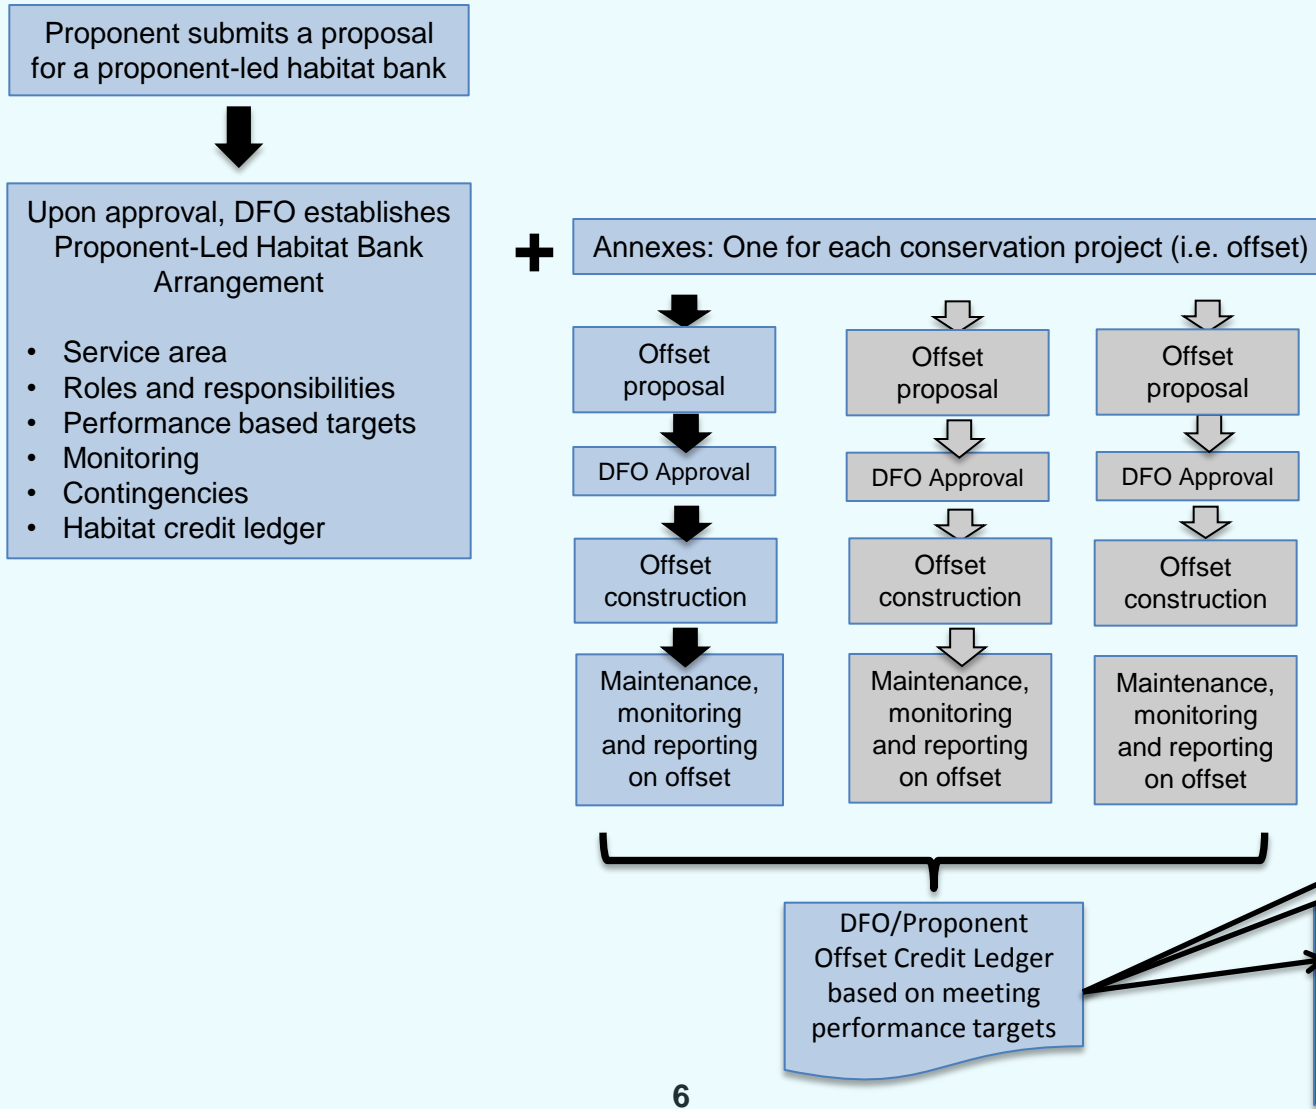 Proponent submits a proposal
for a proponent-led habitat bank
Upon approval, DFO establishes
Proponent-Led Habitat Bank
Arrangement
• Service area
• Roles and responsibilities
• Performance based targets
• Monitoring
• Contingencies
• Habitat credit ledger
+
Annexes: One for each conservation project (i.e. offset)
Offset
proposal
DFO Approval
Offset
construction
Maintenance,
monitoring
and reporting
on offset
Offset
proposal
DFO Approval
Offset
construction
Maintenance,
monitoring
and reporting
on offset
Offset
proposal
DFO Approval
Offset
construction
Maintenance,
monitoring
and reporting
on offset
DFO/Proponent
Offset Credit Ledger
based on meeting
performance targets
6